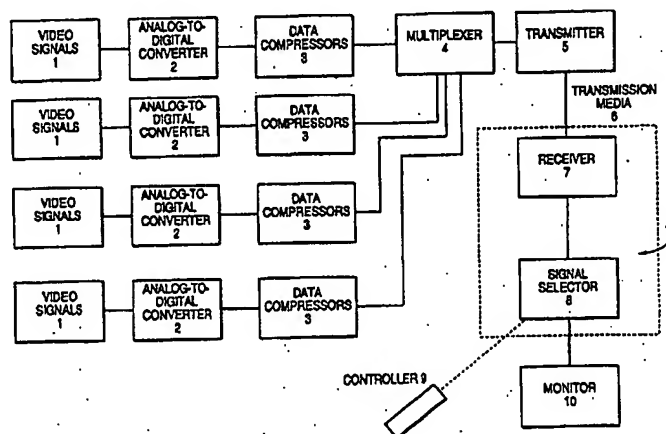 VIDEO
SIGNALS
1
ANALOG-TO-
DIGITAL
CONVERTER
2
DATA
COMPRESSORS
3
MULTIPLEXER
4
TRANSMITTER
5
VIDEO
SIGNALS
1
ANALOG-TO-
DIGITAL
CONVERTER
2
DATA
COMPRESSORS
3
TRANSMISSION
MEDIA
6
RECEIVER
7
VIDEO
SIGNALS
1
ANALOG-TO-
DIGITAL
CONVERTER
2
DATA
COMPRESSORS
3
VIDEO
SIGNALS
1
ANALOG-TO-
DIGITAL
CONVERTER
2
DATA
COMPRESSORS
3
SIGNAL
SELECTOR
8
CONTROLLER 9
MONITOR
10